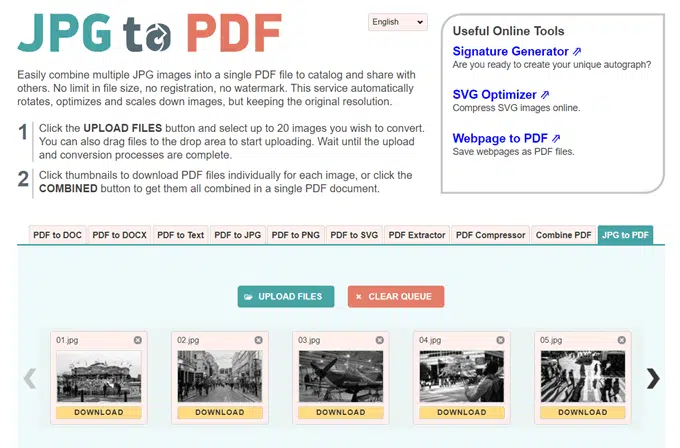 JPG to PDF
English
Easily combine multiple JPG images into a single PDF file to catalog and share with
others. No limit in file size, no registration, no watermark. This service automatically
rotates, optimizes and scales down images, but keeping the original resolution.
1
Click the UPLOAD FILES button and select up to 20 images you wish to convert.
You can also drag files to the drop area to start uploading. Wait until the upload
and conversion processes are complete.
2
Click thumbnails to download PDF files individually for each image, or click the
COMBINED button to get them all combined in a single PDF document.
Useful Online Tools
Signature Generator
Are you ready to create your unique autograph?
SVG Optimizer
Compress SVG images online.
Webpage to PDF
Save webpages as PDF files.
PDF to DOC PDF to DOCX PDF to Text PDF to JPG PDF to PNG PDF to SVG PDF Extractor PDF Compressor Combine PDF JPG to PDF
UPLOAD FILES CLEAR QUEUE
01.jpg 02.jpg 03.jpg 04.jpg 05.jpg
DOWNLOAD DOWNLOAD DOWNLOAD DOWNLOAD DOWNLOAD